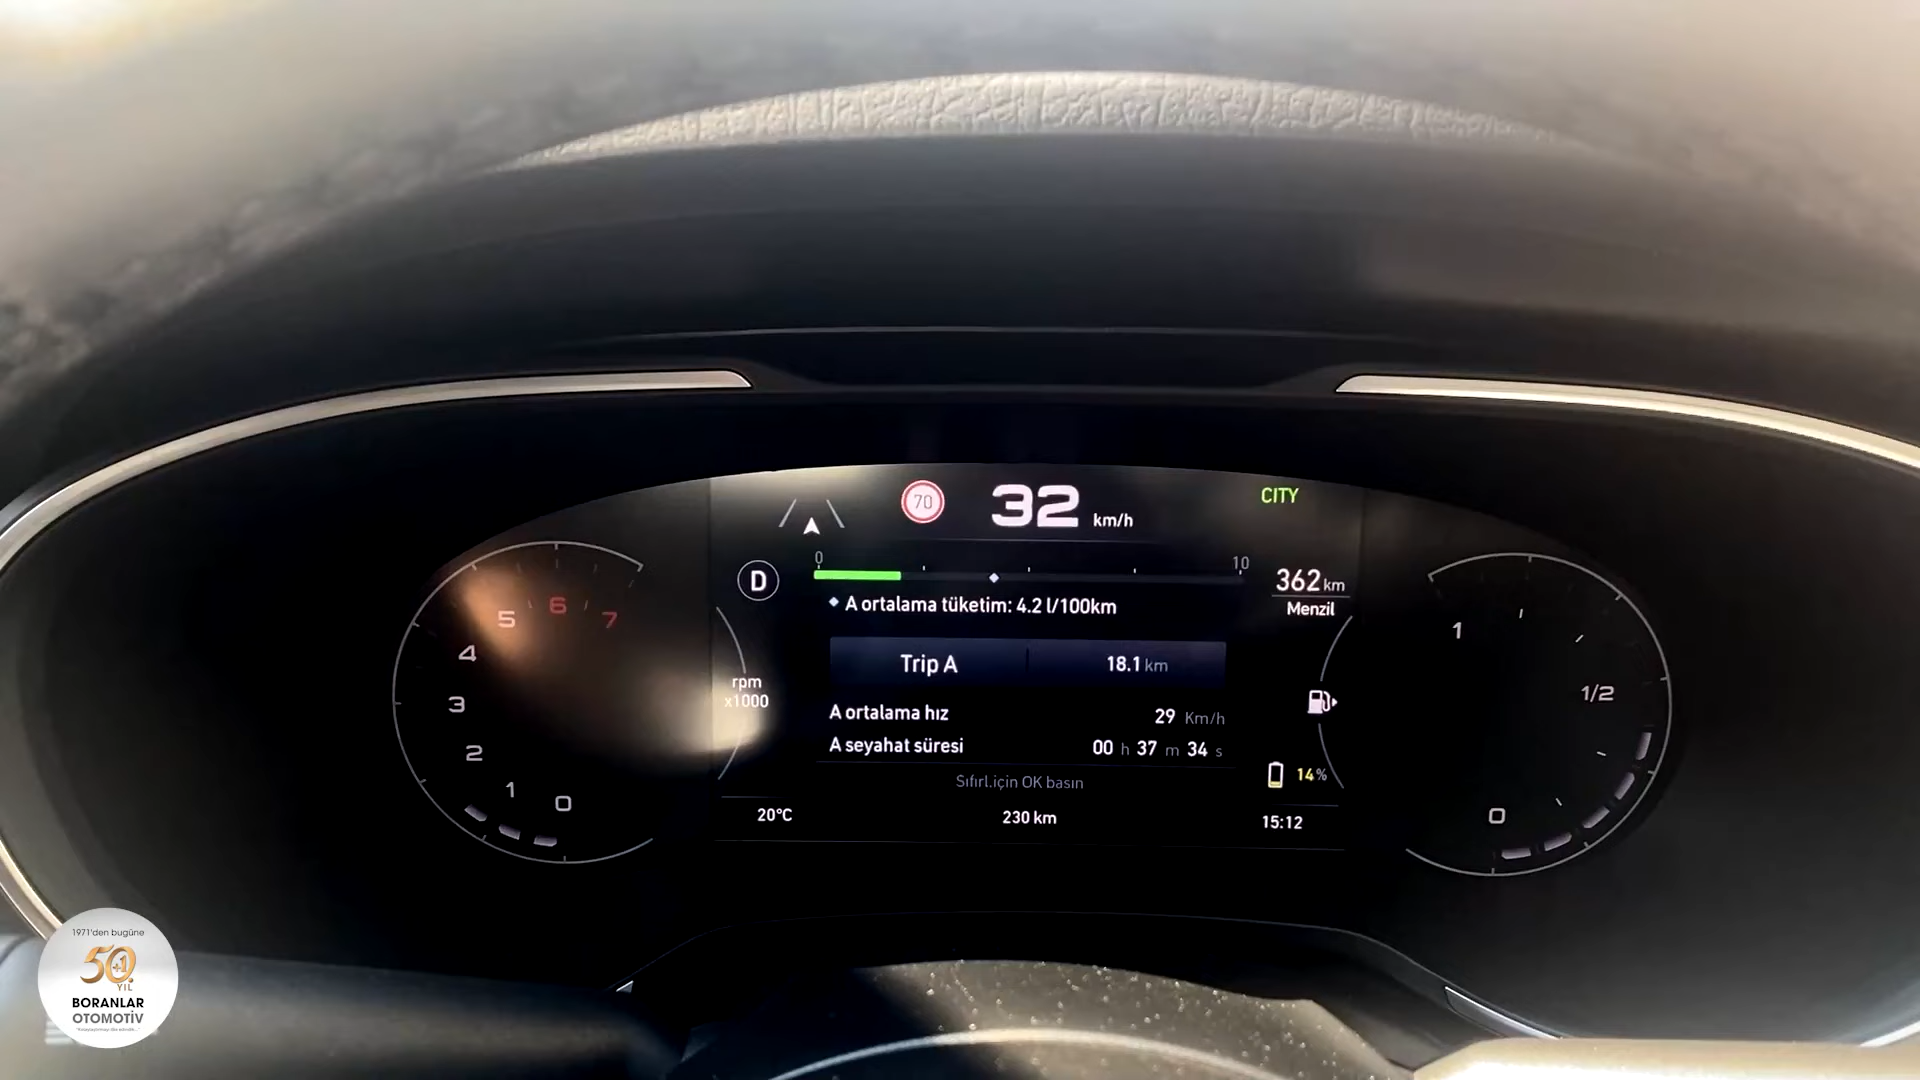 70
32 km/h
CITY
0
10
D
A ortalama tüketim: 4.2 l/100km
362 km
Menzil
Trip A
18.1 km
A ortalama hız
29 Km/h
A seyahat süresi
00 h 37 m 34 s
Sıfırl.için OK basın
14%
20°C
230 km
15:12
rpm
x1000
0
1
2
3
4
5
6
7
1
1/2
0
1971'den bugüne
50+1.
YIL
BORANLAR
OTOMOTİV